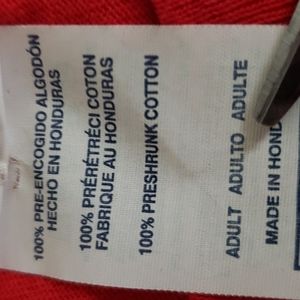 100% PRE-ENCOGIDO ALGODÓN
HECHO EN HONDURAS
100% PRÉRÉTRÉCI COTON
FABRIQUE AU HONDURAS
100% PRESHRUNK COTTON
ADULT ADULTO ADULTE
MADE IN HOND